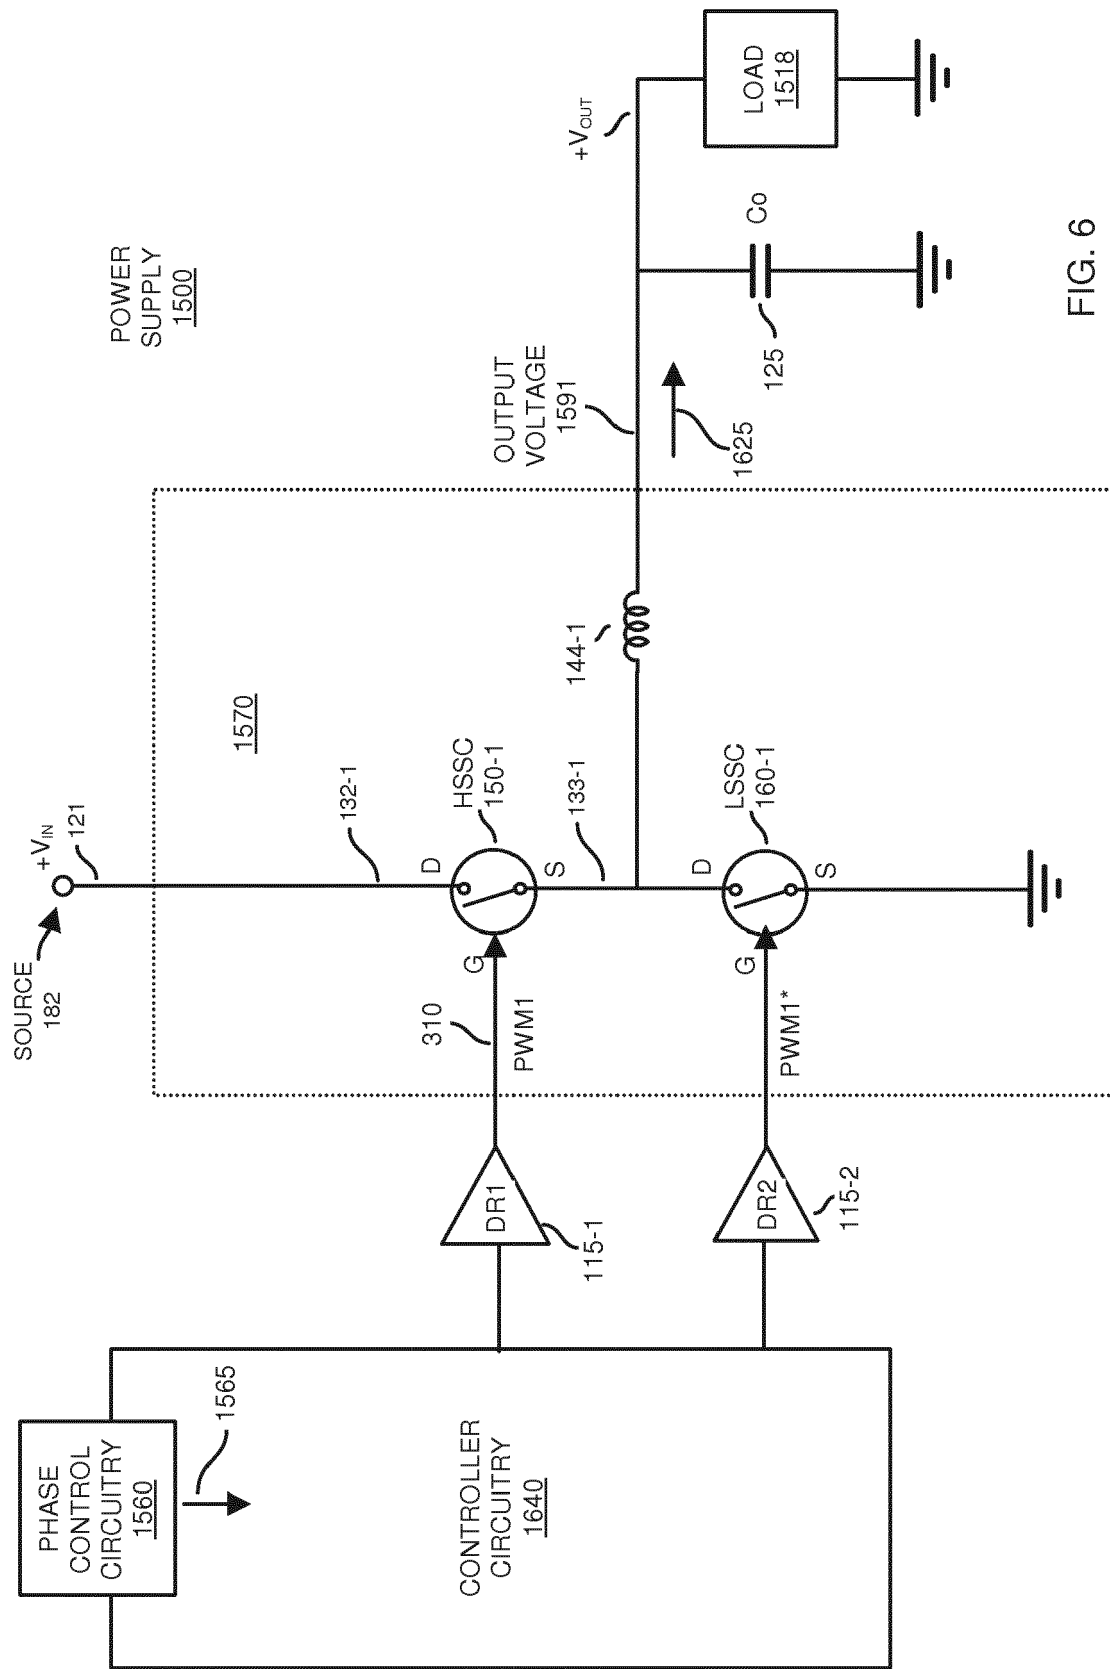 PHASE
CONTROL
CIRCUITRY
1560
1565
CONTROLLER
CIRCUITRY
1640
SOURCE
182
+VIN
121
POWER
SUPPLY
1500
1570
132-1
DR1
115-1
310
PWM1
G
D
S
HSSC
150-1
133-1
144-1
OUTPUT
VOLTAGE
1591
1625
+VOUT
LOAD
1518
Co
125
DR2
115-2
PWM1*
G
D
S
LSSC
160-1
FIG. 6